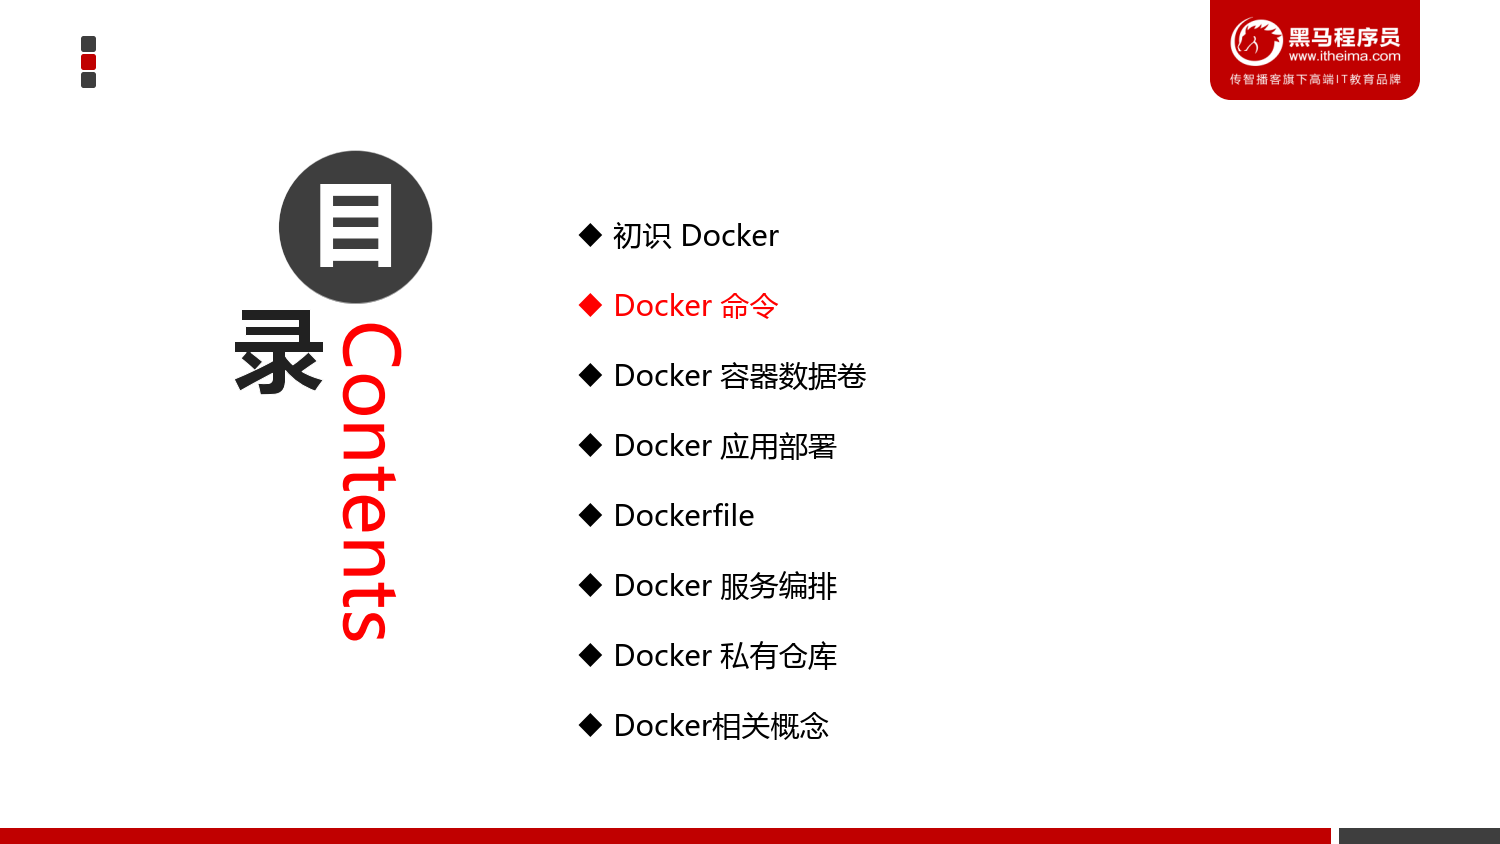 黑马程序员
www.itheima.com
传智播客旗下高端IT教育品牌
目
录
Contents
◆ 初识 Docker
◆ Docker 命令
◆ Docker 容器数据卷
◆ Docker 应用部署
◆ Dockerfile
◆ Docker 服务编排
◆ Docker 私有仓库
◆ Docker相关概念